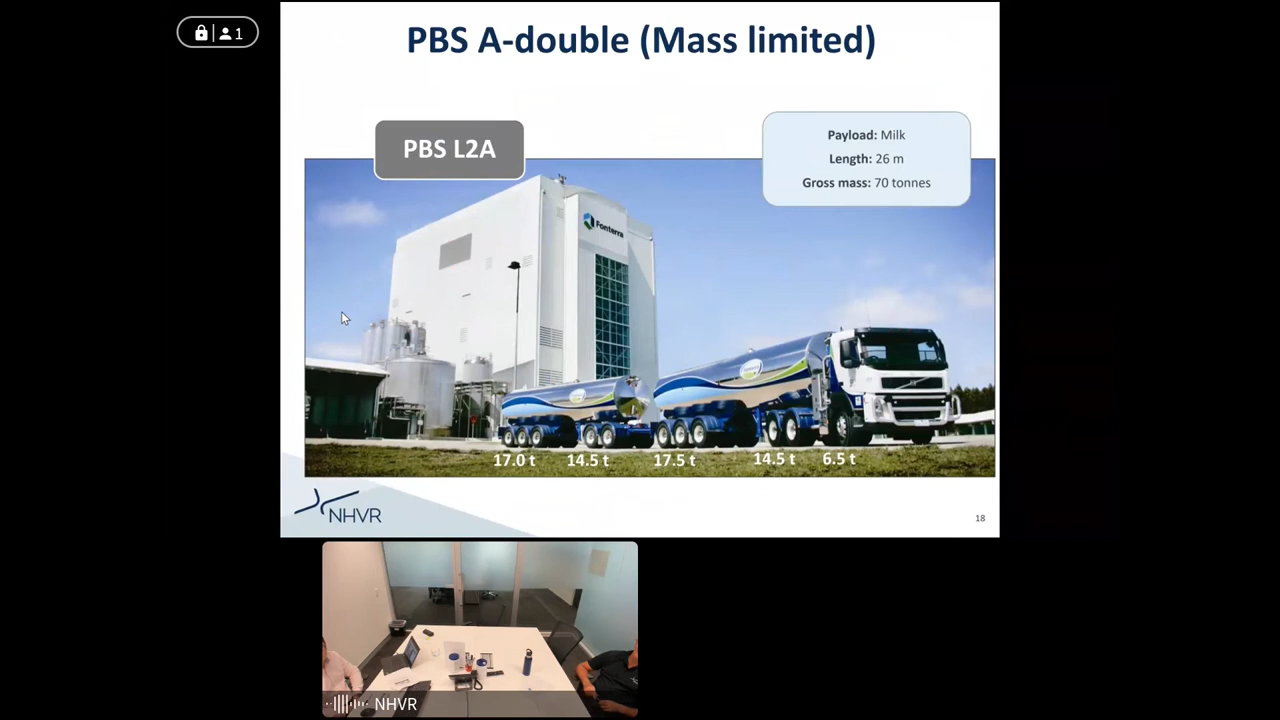 1
PBS A-double (Mass limited)
PBS L2A
Payload: Milk
Length: 26 m
Gross mass: 70 tonnes
Fonterra
17.0 t
14.5 t
17.5 t
14.5 t
6.5 t
NHVR
18
NHVR